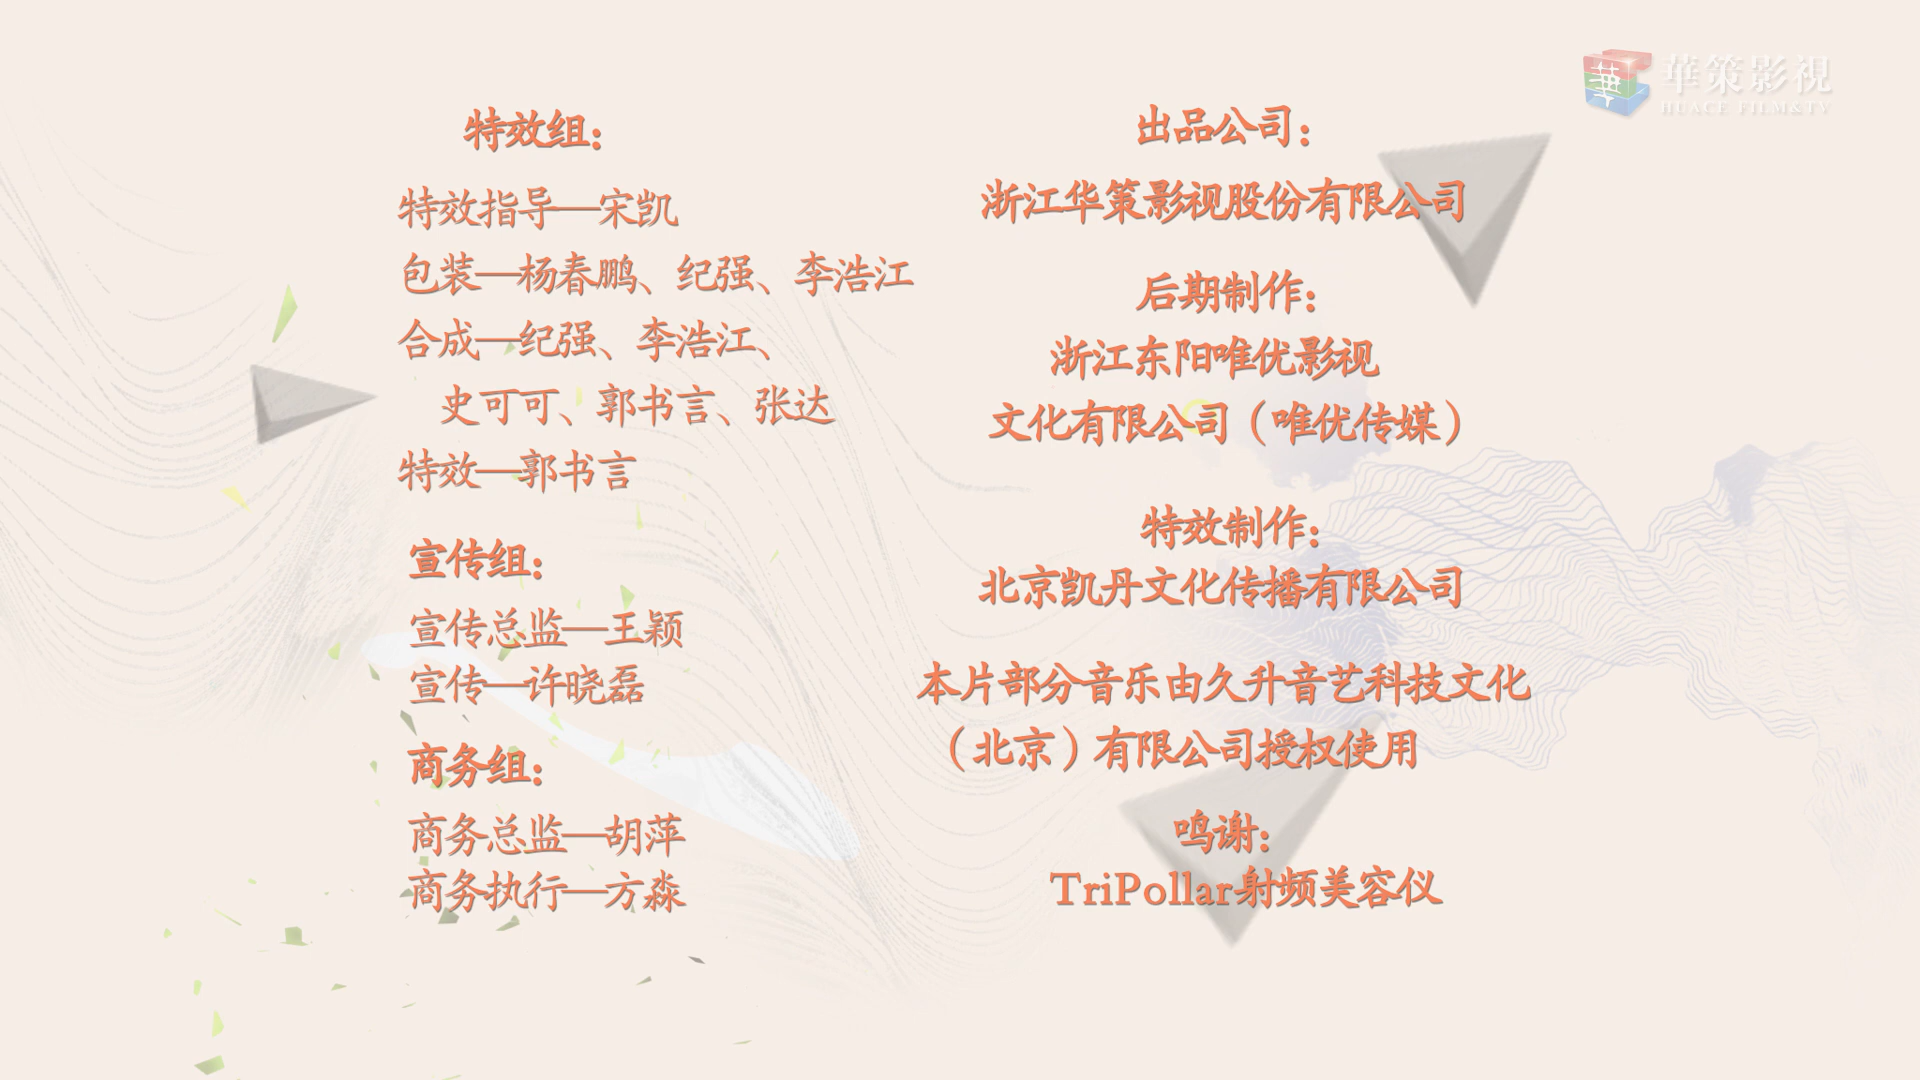 特效组：
特效指导—宋凯
包装—杨春鹏、纪强、李浩江
合成—纪强、李浩江、
史可可、郭书言、张达
特效—郭书言
宣传组：
宣传总监—王颖
宣传—许晓磊
商务组：
商务总监—胡萍
商务执行—方淼
華策影視
HUACE FILM&TV
出品公司：
浙江华策影视股份有限公司
后期制作：
浙江东阳唯优影视
文化有限公司（唯优传媒）
特效制作：
北京凯丹文化传播有限公司
本片部分音乐由久升音艺科技文化
（北京）有限公司授权使用
鸣谢：
TriPollar射频美容仪